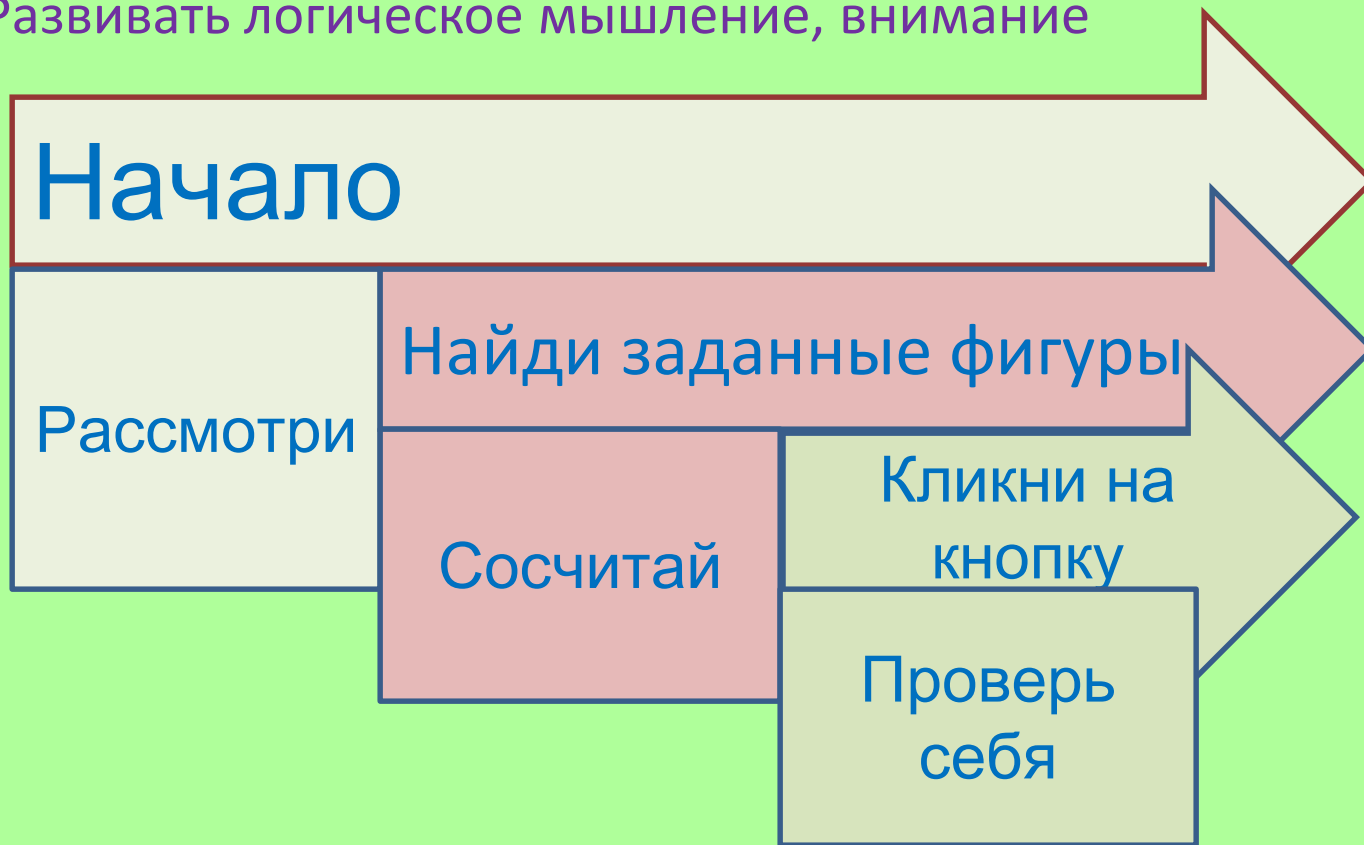 Развивать логическое мышление, внимание
Начало
Рассмотри
Найди заданные фигуры
Сосчитай
Кликни на
кнопку
Проверь
себя